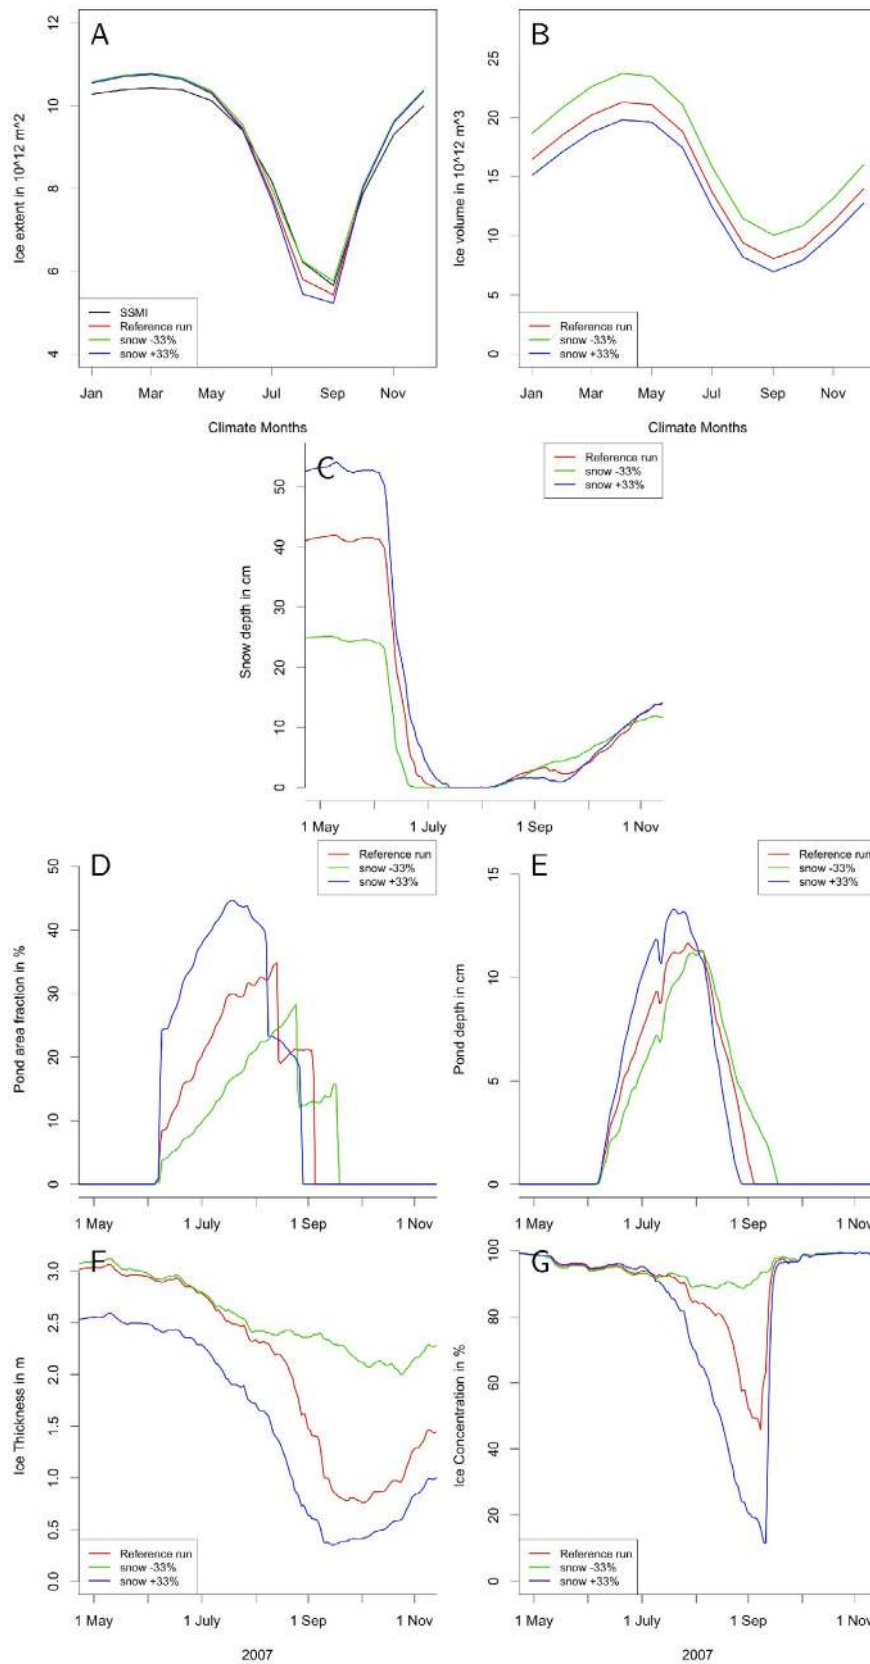 A
Ice extent in 10^12 m^2
12
10
8
6
4
SSMI
Reference run
snow -33%
snow +33%
Jan Mar May Jul Sep Nov
Climate Months
B
Ice volume in 10^12 m^3
25
20
15
10
5
0
Reference run
snow -33%
snow +33%
Jan Mar May Jul Sep Nov
Climate Months
C
Reference run
snow -33%
snow +33%
Snow depth in cm
50
40
30
20
10
0
1 May 1 July 1 Sep 1 Nov
D
Reference run
snow -33%
snow +33%
Pond area fraction in %
50
40
30
20
10
0
1 May 1 July 1 Sep 1 Nov
E
Reference run
snow -33%
snow +33%
Pond depth in cm
15
10
5
0
1 May 1 July 1 Sep 1 Nov
F
Ice Thickness in m
3.0
2.5
2.0
1.5
1.0
0.5
0.0
Reference run
snow -33%
snow +33%
1 May 1 July 1 Sep 1 Nov
2007
G
Ice Concentration in %
100
80
60
40
20
0
Reference run
snow -33%
snow +33%
1 May 1 July 1 Sep 1 Nov
2007